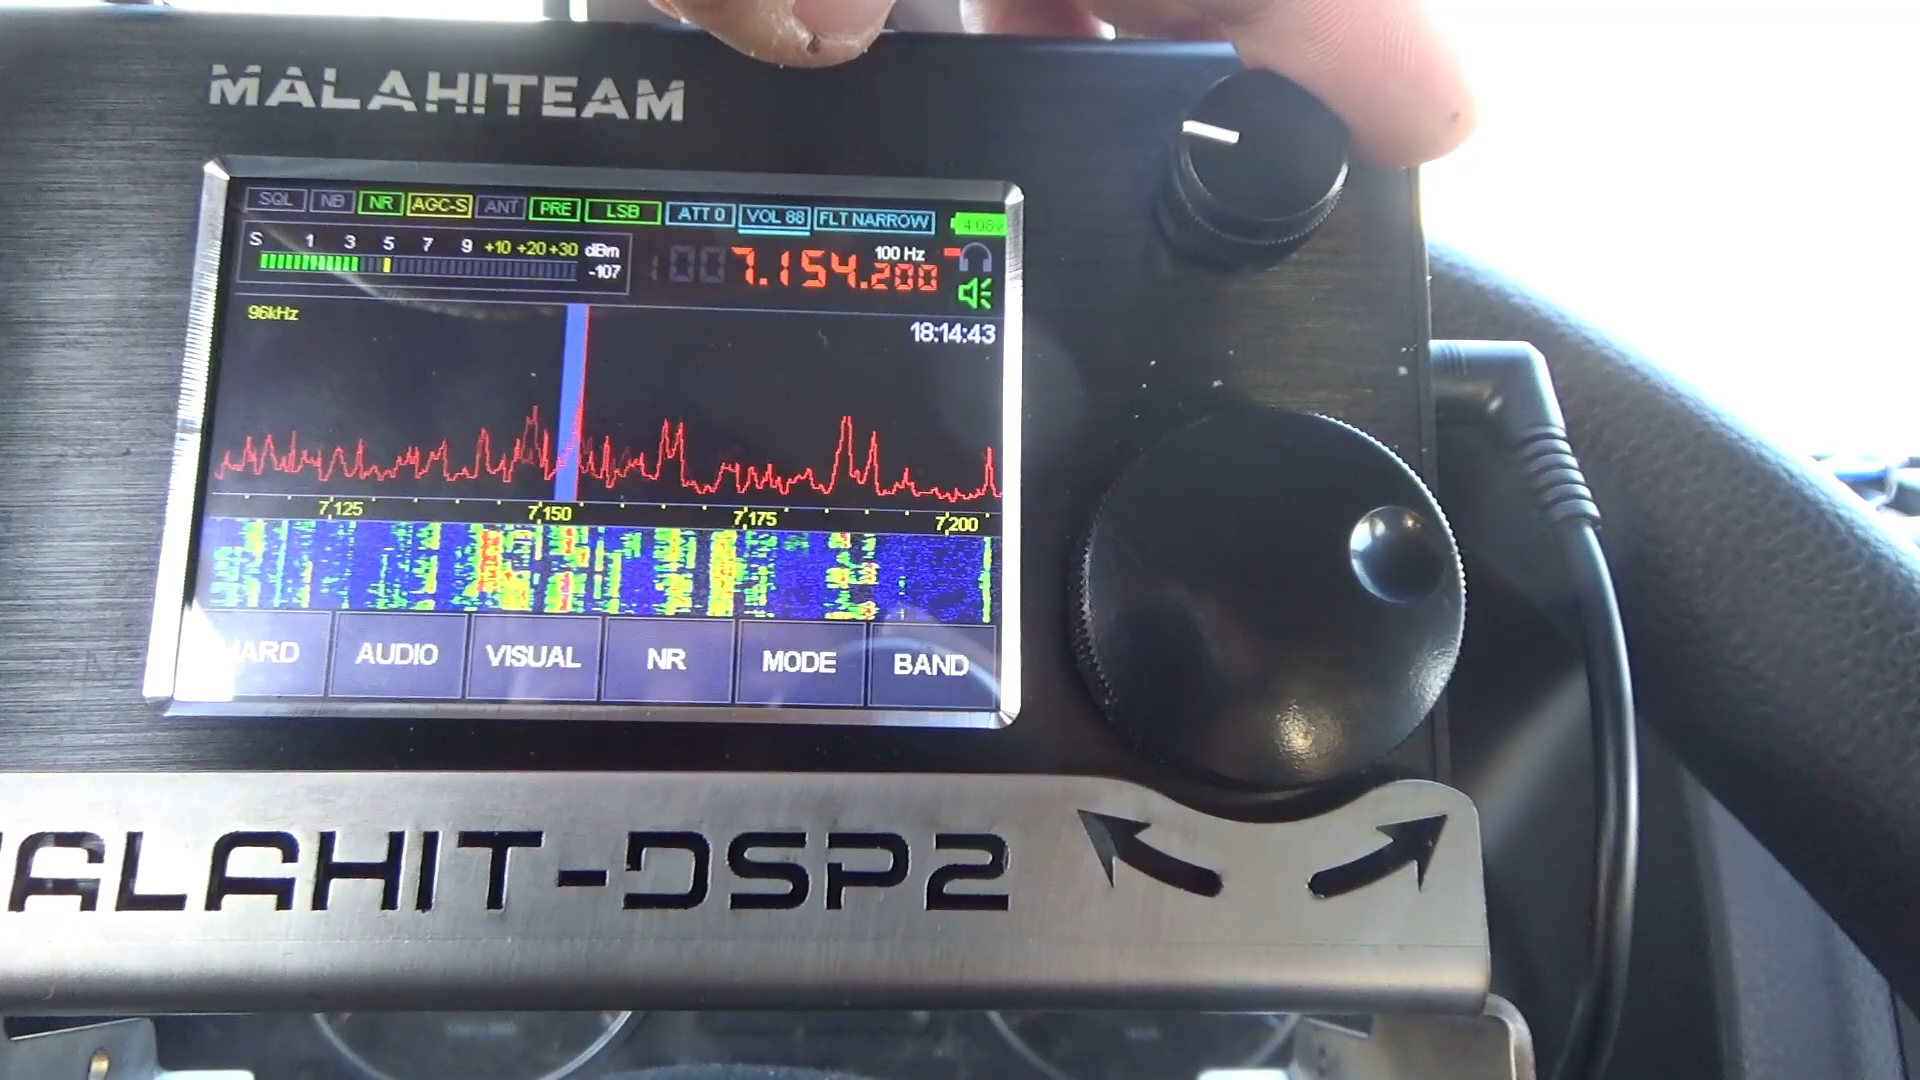 MALAHITEAM
SQL NB NR AGC-S ANT PRE LSB ATT 0 VOL 88 FLT NARROW 4.06v
S 1 3 5 7 9 +10 +20 +30 dBm
-107
100 Hz
7.154.200
96kHz
18:14:43
7,125 7,150 7,175 7,200
AUDIO VISUAL NR MODE BAND
ALAHIT-DSP2